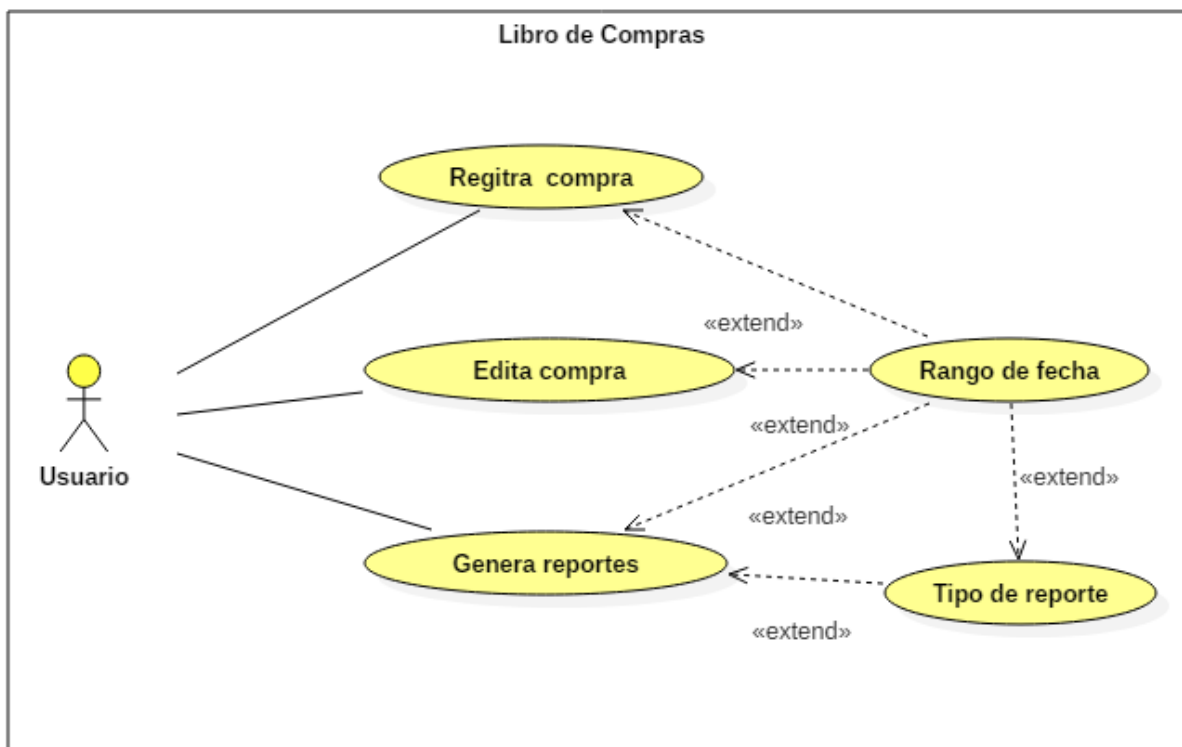 Libro de Compras
Regitra compra
«extend»
Edita compra
Rango de fecha
«extend»
Usuario
«extend»
«extend»
Genera reportes
Tipo de reporte
«extend»